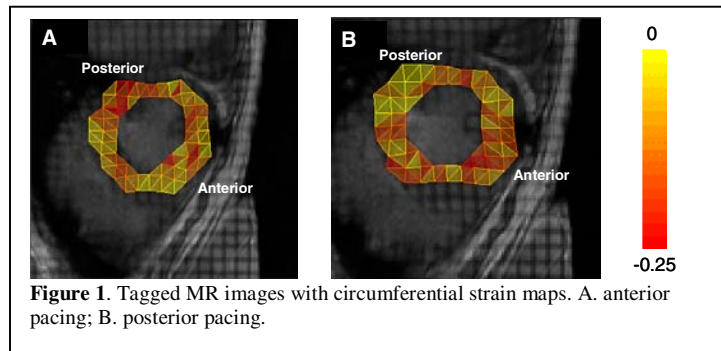 A
B
0
Posterior
Posterior
Anterior
Anterior
-0.25
Figure 1. Tagged MR images with circumferential strain maps. A. anterior
pacing; B. posterior pacing.